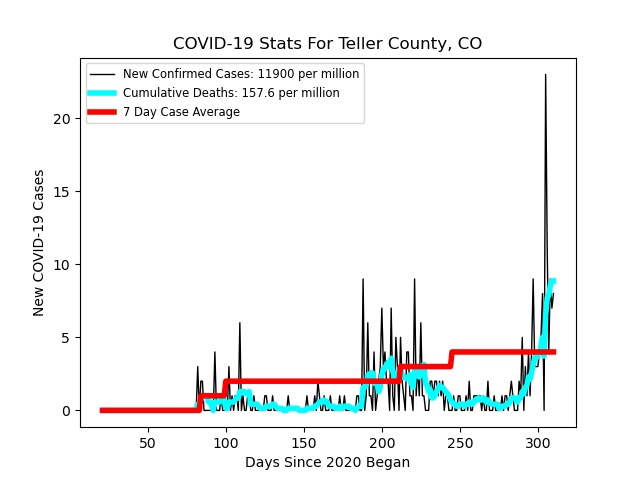 COVID-19 Stats For Teller County, CO
New Confirmed Cases: 11900 per million
Cumulative Deaths: 157.6 per million
7 Day Case Average
New COVID-19 Cases
20
15
10
5
0
50 100 150 200 250 300
Days Since 2020 Began